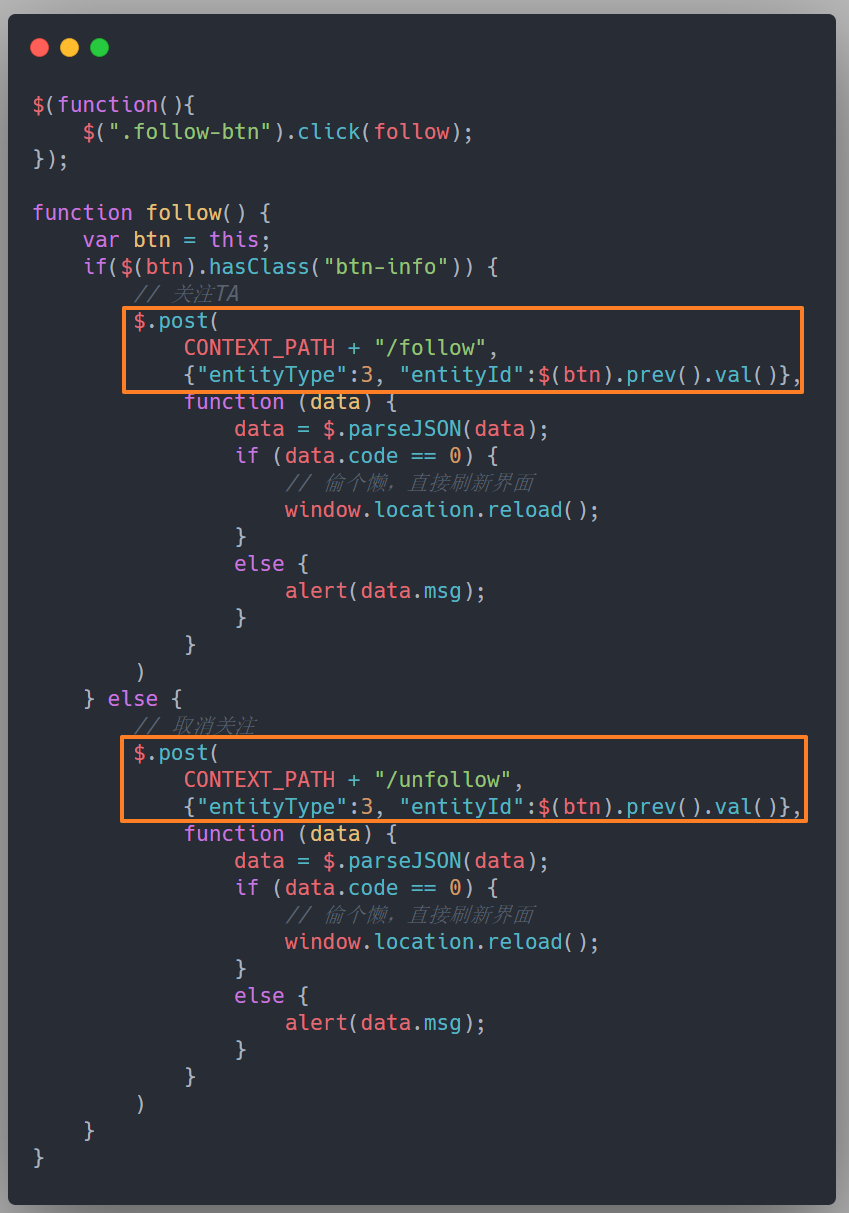 $(function(){
    $(".follow-btn").click(follow);
});

function follow() {
    var btn = this;
    if($(btn).hasClass("btn-info")) {
        // 关注TA
        $.post(
            CONTEXT_PATH + "/follow",
            {"entityType":3, "entityId":$(btn).prev().val()},
            function (data) {
                data = $.parseJSON(data);
                if (data.code == 0) {
                    // 偷个懒，直接刷新界面
                    window.location.reload();
                }
                else {
                    alert(data.msg);
                }
            }
        )
    } else {
        // 取消关注
        $.post(
            CONTEXT_PATH + "/unfollow",
            {"entityType":3, "entityId":$(btn).prev().val()},
            function (data) {
                data = $.parseJSON(data);
                if (data.code == 0) {
                    // 偷个懒，直接刷新界面
                    window.location.reload();
                }
                else {
                    alert(data.msg);
                }
            }
        )
    }
}